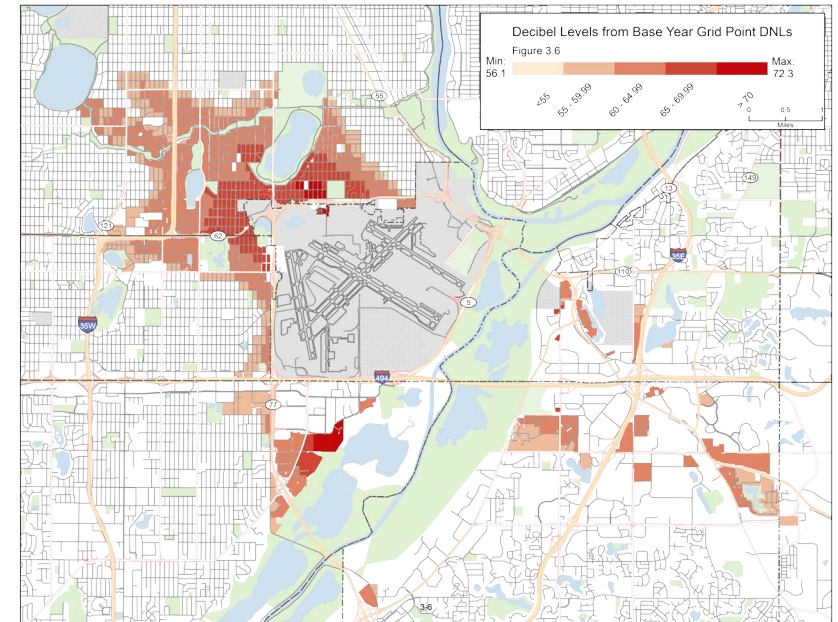 Decibel Levels from Base Year Grid Point DNLs
Figure 3.6
Min:
56.1
Max:
72.3
<55
55 - 59.99
60 - 64.99
65 - 69.99
> 70
0 0.5 1
Miles
55
13
149
121
62
35E
110
5
35W
494
77
3-6